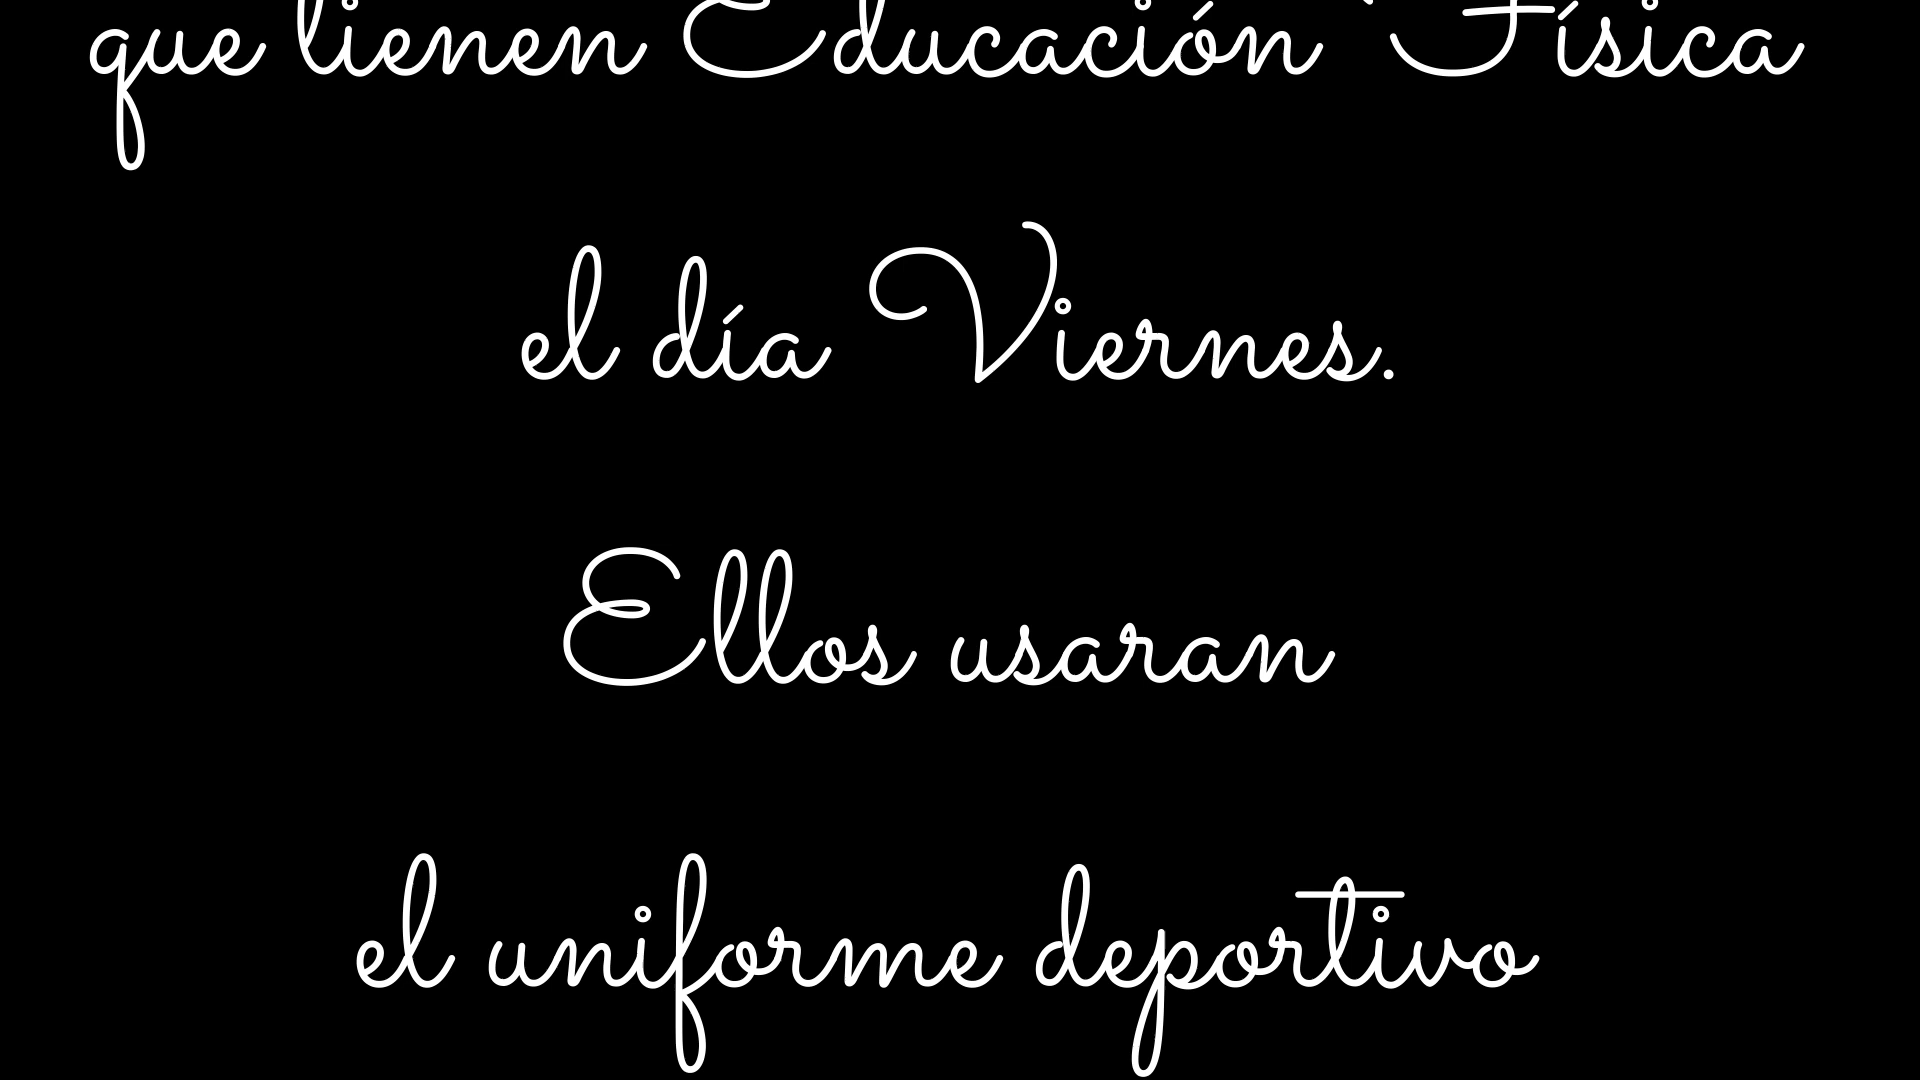 que tienen Educación Física
el día Viernes.
Ellos usaran
el uniforme deportivo